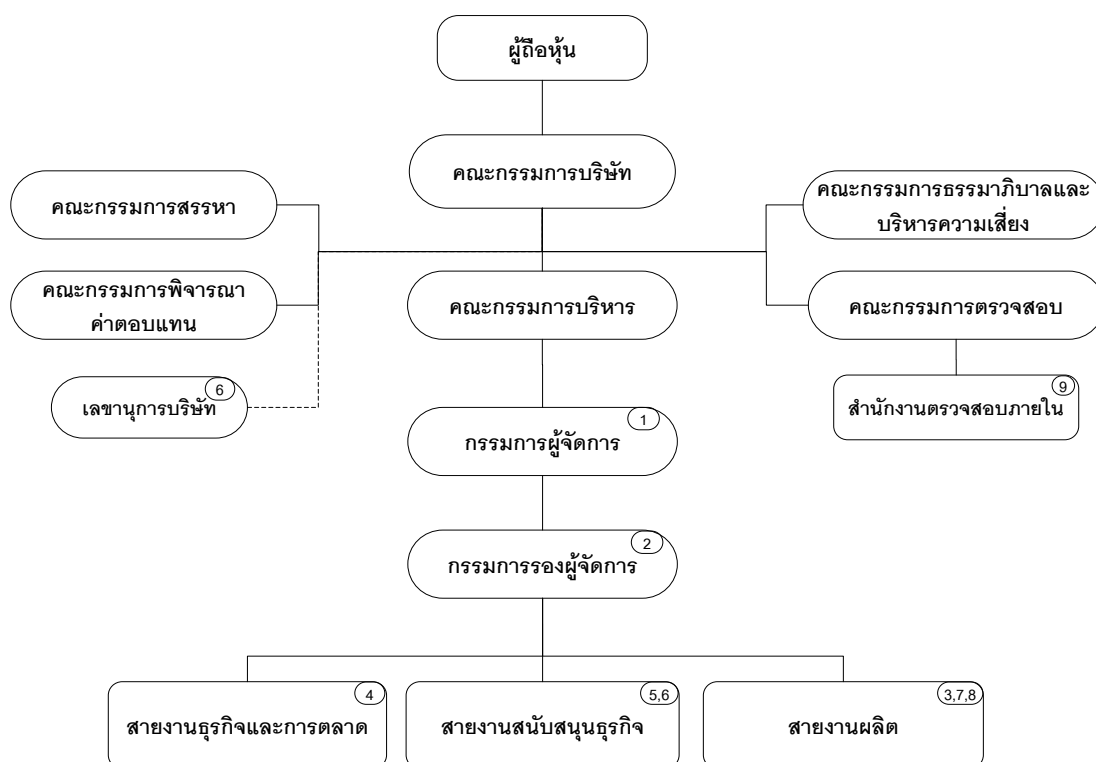 ผู้ถือหุ้น
คณะกรรมการบริษัท
คณะกรรมการสรรหา
คณะกรรมการธรรมาภิบาลและ
บริหารความเสี่ยง
คณะกรรมการพิจารณา
ค่าตอบแทน
คณะกรรมการบริหาร
คณะกรรมการตรวจสอบ
6
เลขานุการบริษัท
9
สำนักงานตรวจสอบภายใน
1
กรรมการผู้จัดการ
2
กรรมการรองผู้จัดการ
4
สายงานธุรกิจและการตลาด
5,6
สายงานสนับสนุนธุรกิจ
3,7,8
สายงานผลิต